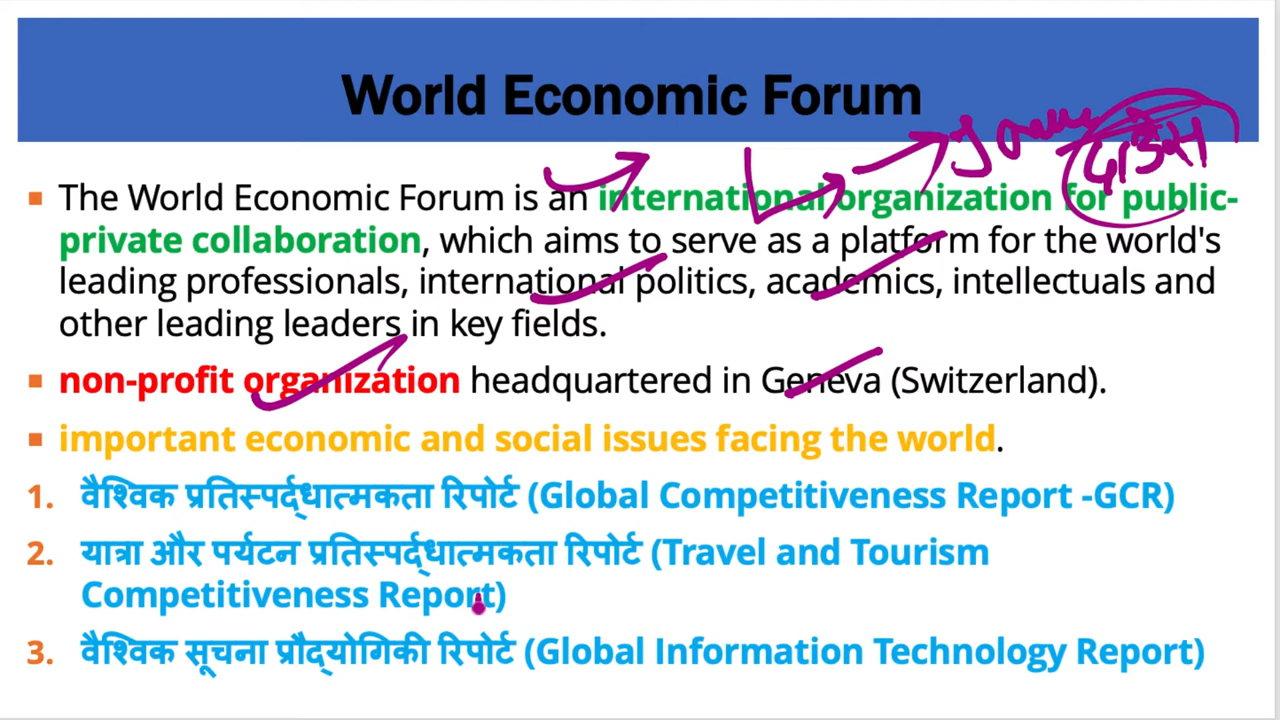 World Economic Forum
The World Economic Forum is an international organization for public-
private collaboration, which aims to serve as a platform for the world's
leading professionals, international politics, academics, intellectuals and
other leading leaders in key fields.
non-profit organization headquartered in Geneva (Switzerland).
important economic and social issues facing the world.
1. वैश्विक प्रतिस्पर्द्धात्मकता रिपोर्ट (Global Competitiveness Report -GCR)
2. यात्रा और पर्यटन प्रतिस्पर्द्धात्मकता रिपोर्ट (Travel and Tourism
Competitiveness Report)
3. वैश्विक सूचना प्रौद्योगिकी रिपोर्ट (Global Information Technology Report)